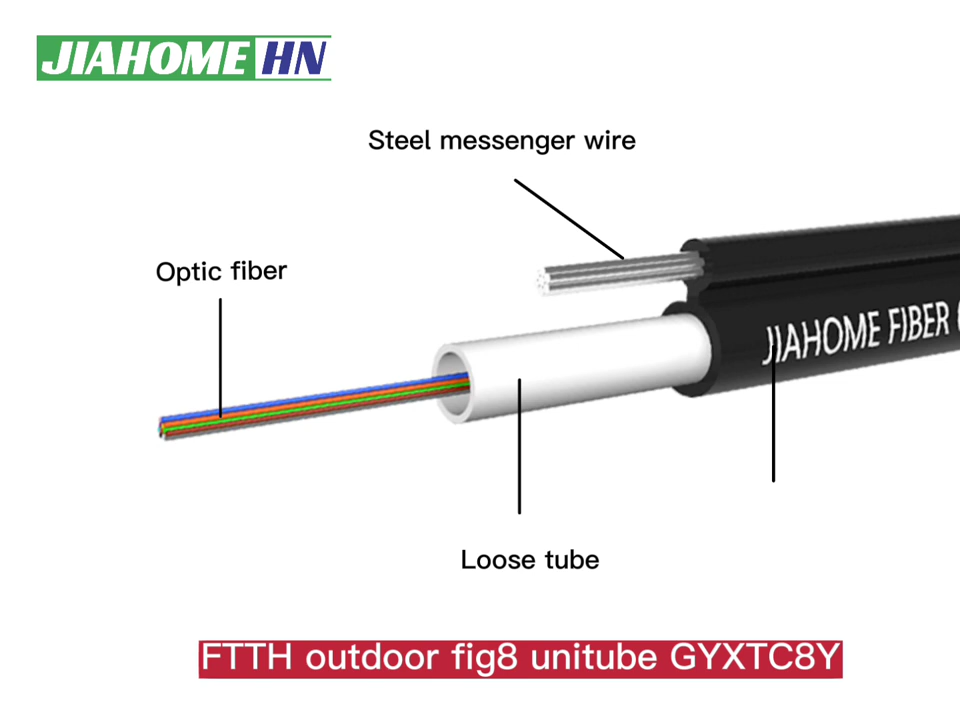 JIAHOME HN
Steel messenger wire
Optic fiber
JIAHOME FIBER
Loose tube
FTTH outdoor fig8 unitube GYXTC8Y